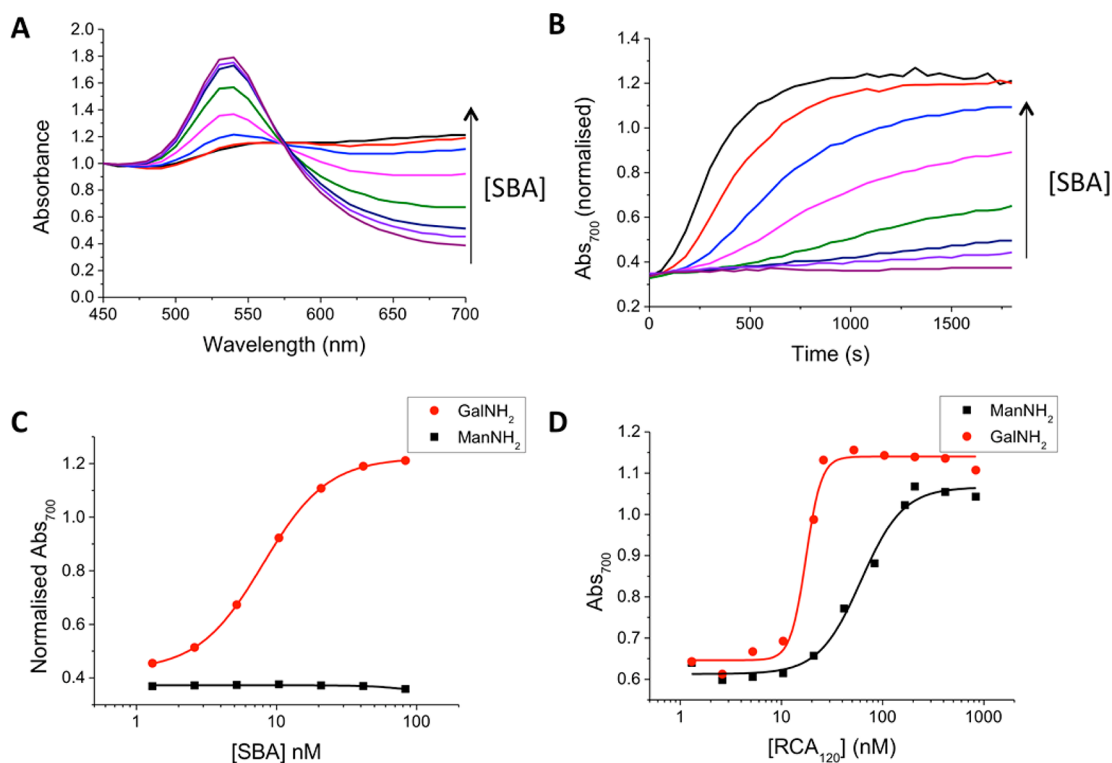 A
2.0
1.8
1.6
1.4
1.2
1.0
0.8
0.6
0.4
0.2
0.0
Absorbance
450 500 550 600 650 700
Wavelength (nm)
[SBA]
B
1.4
1.2
1.0
0.8
0.6
0.4
0.2
Abs700 (normalised)
0 500 1000 1500
Time (s)
[SBA]
C
GalNH2
ManNH2
1.2
1.0
0.8
0.6
0.4
Normalised Abs700
1 10 100
[SBA] nM
D
ManNH2
GalNH2
1.2
1.1
1.0
0.9
0.8
0.7
0.6
Abs700
1 10 100 1000
[RCA120] (nM)